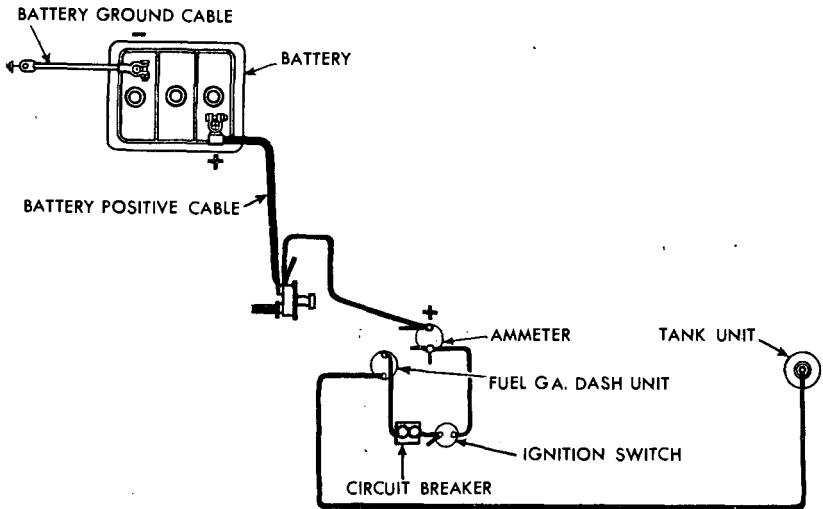 BATTERY GROUND CABLE
-
BATTERY
+
BATTERY POSITIVE CABLE
+
AMMETER
-
TANK UNIT
FUEL GA. DASH UNIT
IGNITION SWITCH
CIRCUIT BREAKER